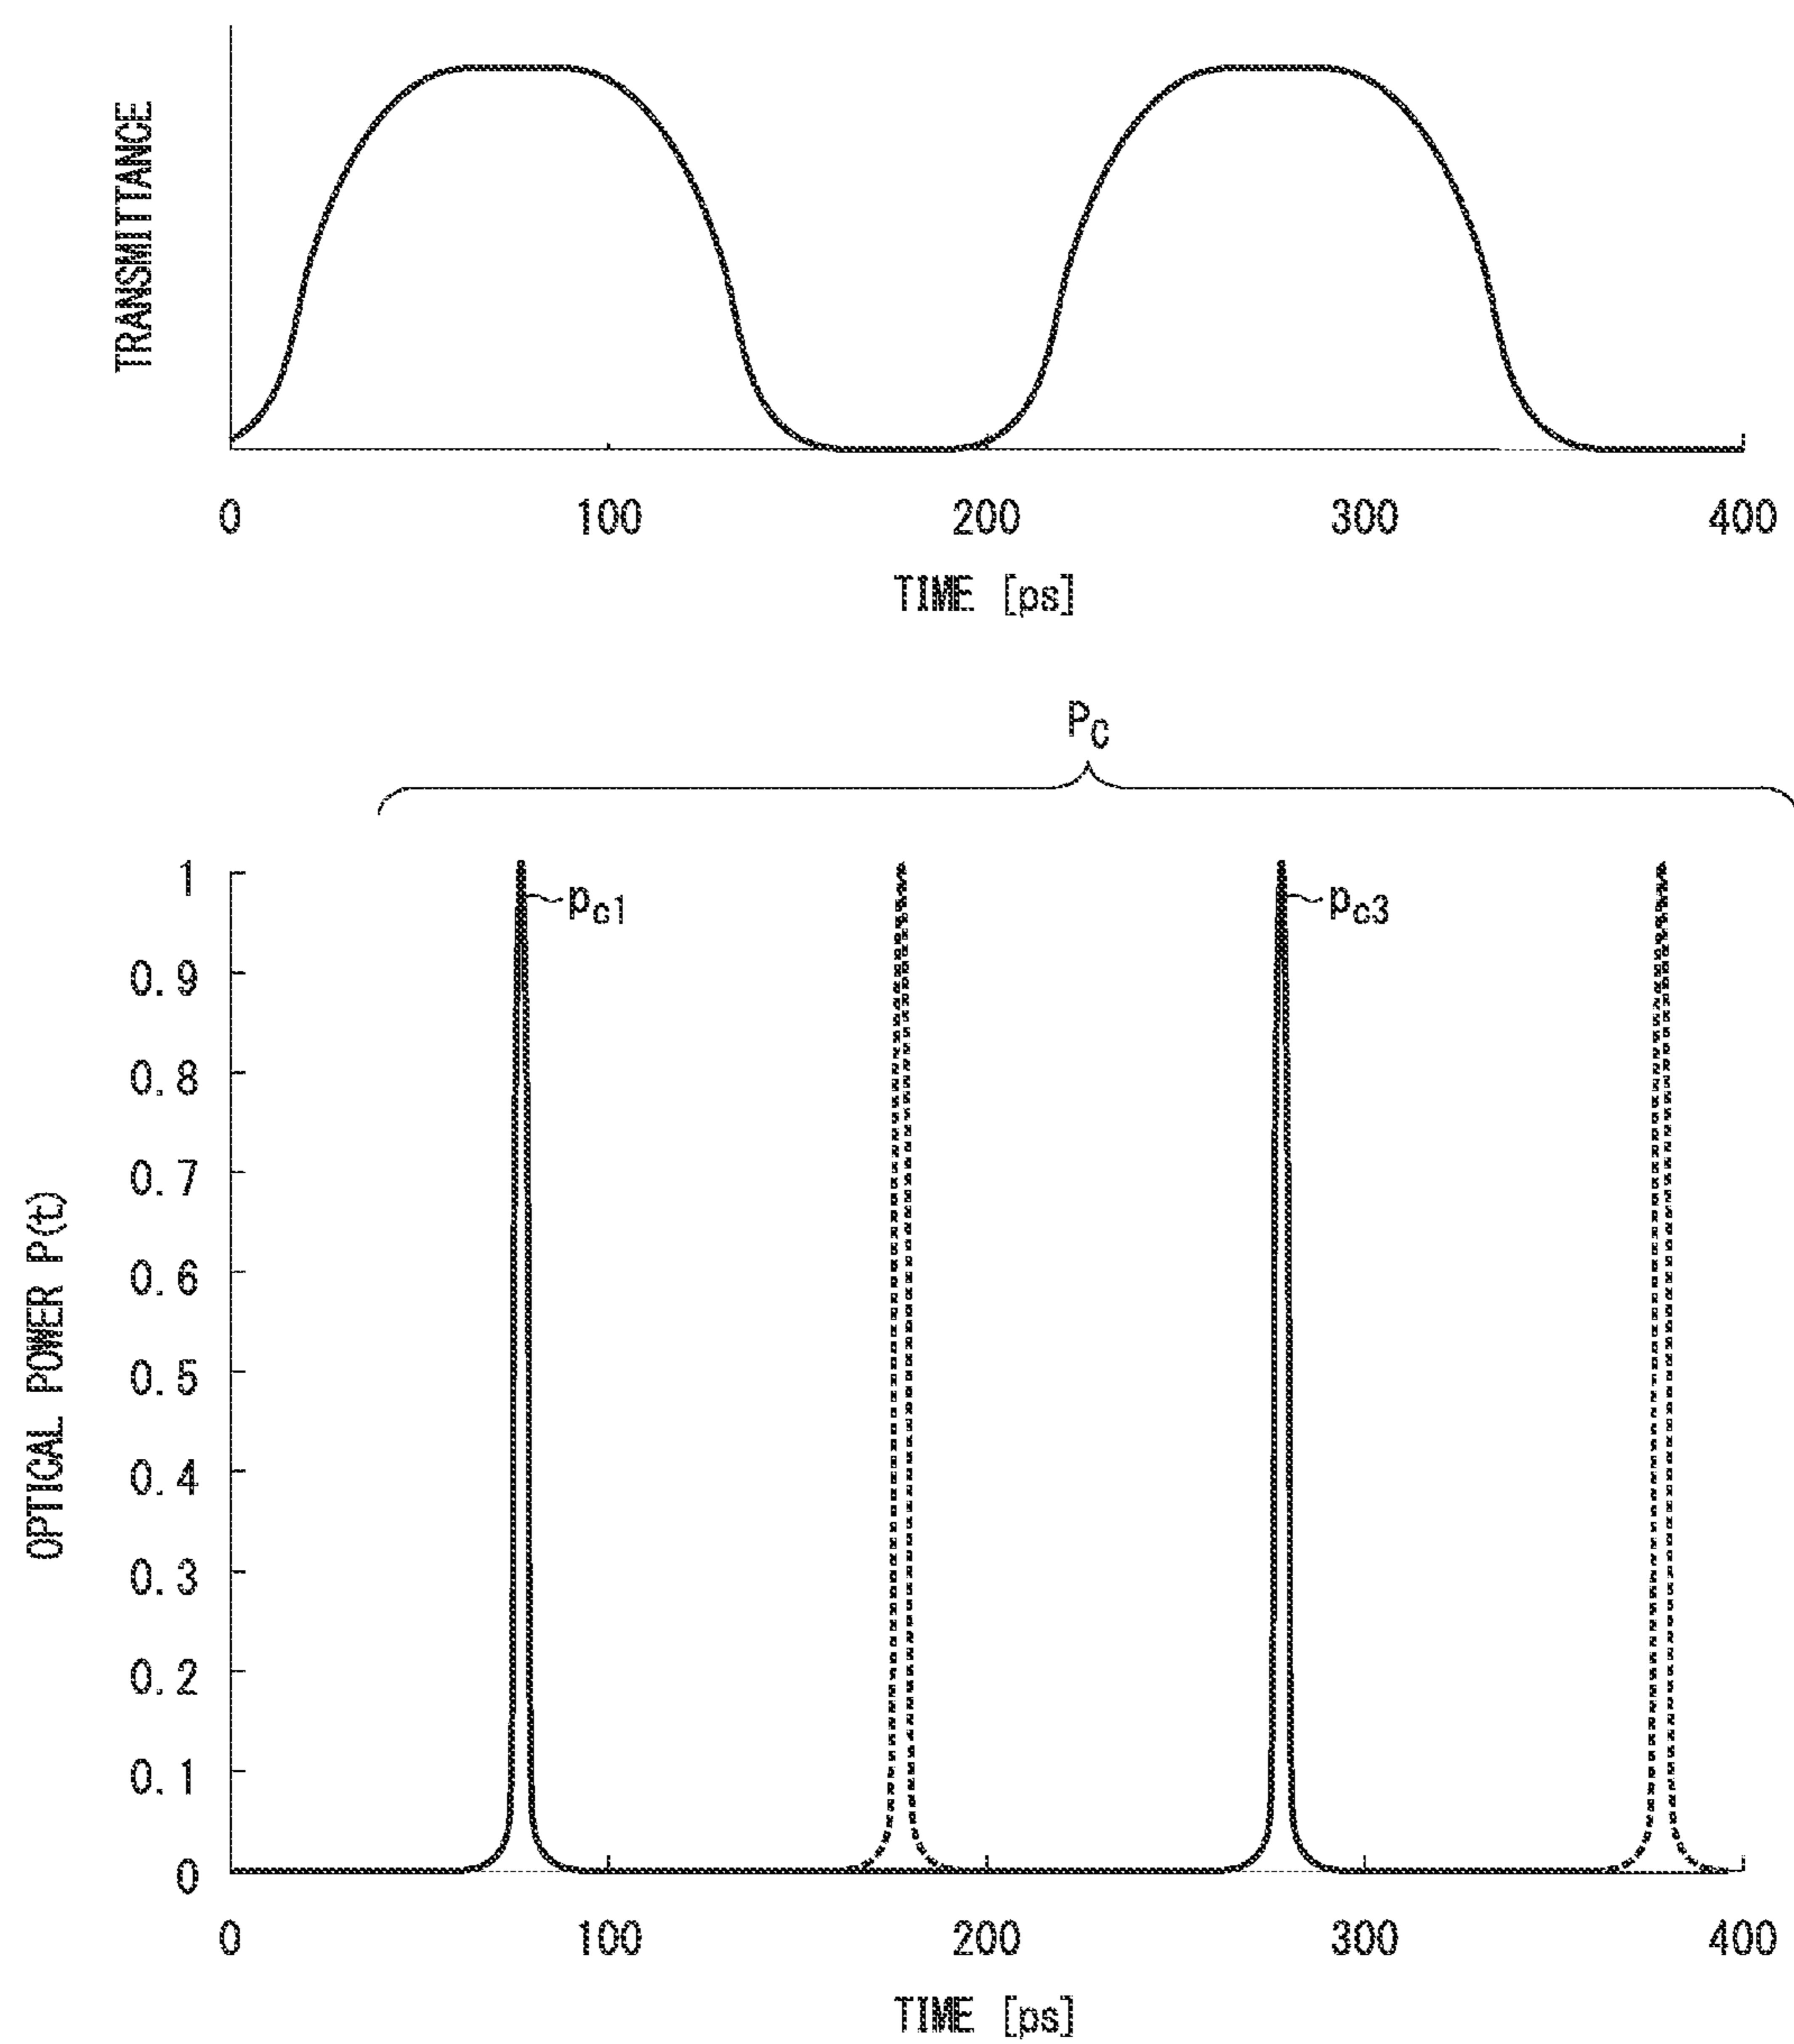 TRANSMITTANCE
0 100 200 300 400
TIME [ps]
PC
1
pc1
pc3
0.9
0.8
0.7
0.6
0.5
0.4
0.3
0.2
0.1
0
OPTICAL POWER P(t)
0 100 200 300 400
TIME [ps]